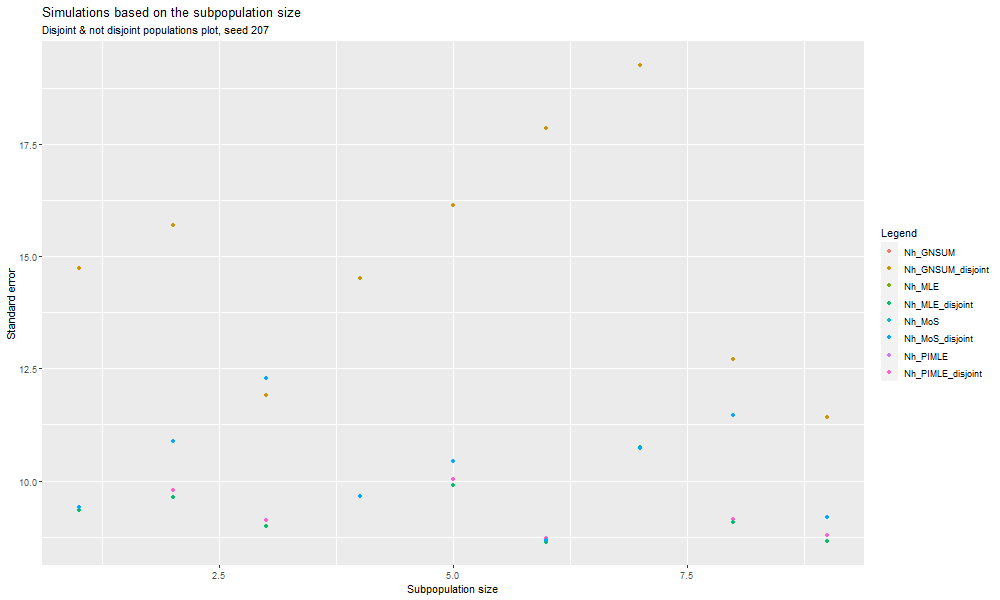 Simulations based on the subpopulation size
Disjoint & not disjoint populations plot, seed 207
17.5
15.0
12.5
10.0
Standard error
2.5
5.0
7.5
Subpopulation size
Legend
Nh_GNSUM
Nh_GNSUM_disjoint
Nh_MLE
Nh_MLE_disjoint
Nh_MoS
Nh_MoS_disjoint
Nh_PIMLE
Nh_PIMLE_disjoint